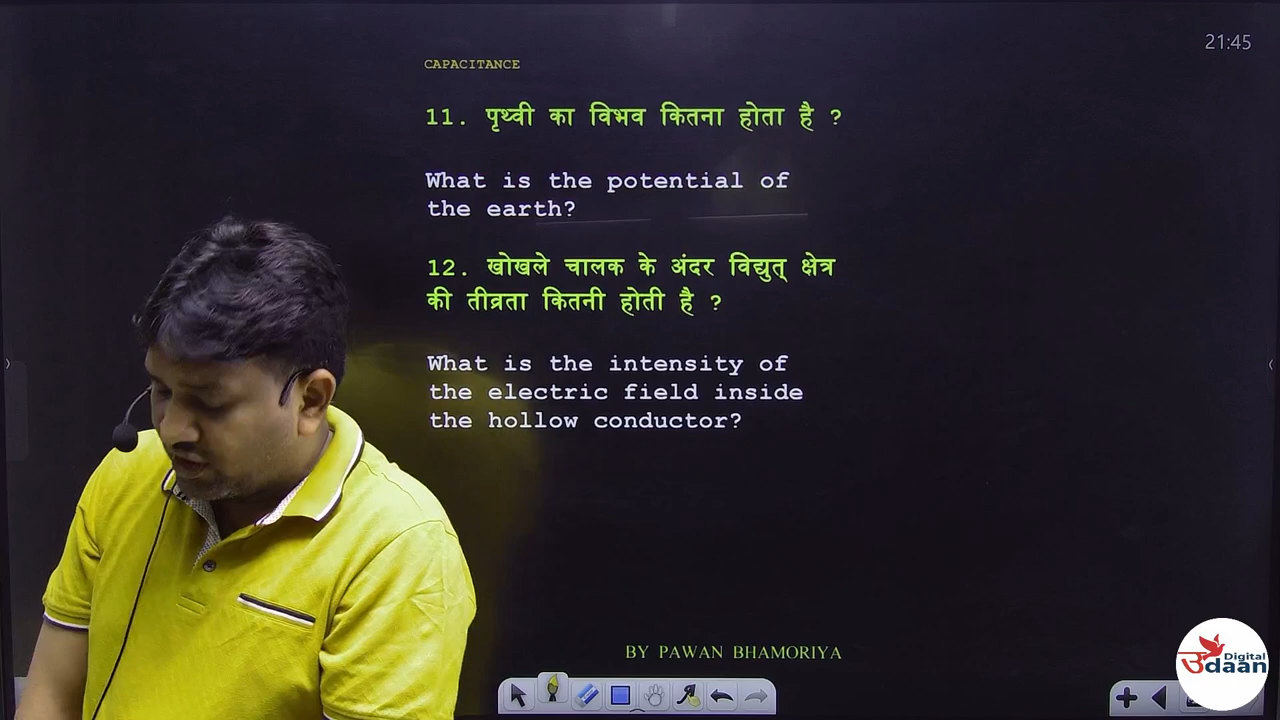 21:45
CAPACITANCE
11. पृथ्वी का विभव कितना होता है ?
What is the potential of
the earth?
12. खोखले चालक के अंदर विद्युत् क्षेत्र
की तीव्रता कितनी होती है ?
What is the intensity of
the electric field inside
the hollow conductor?
BY PAWAN BHAMORIYA
Digital
उdaan